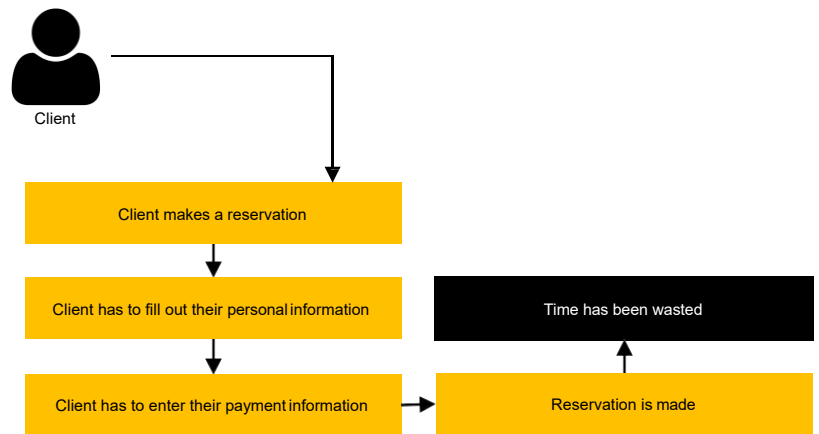 Client
Client makes a reservation
Client has to fill out their personal information
Time has been wasted
Client has to enter their payment information
Reservation is made